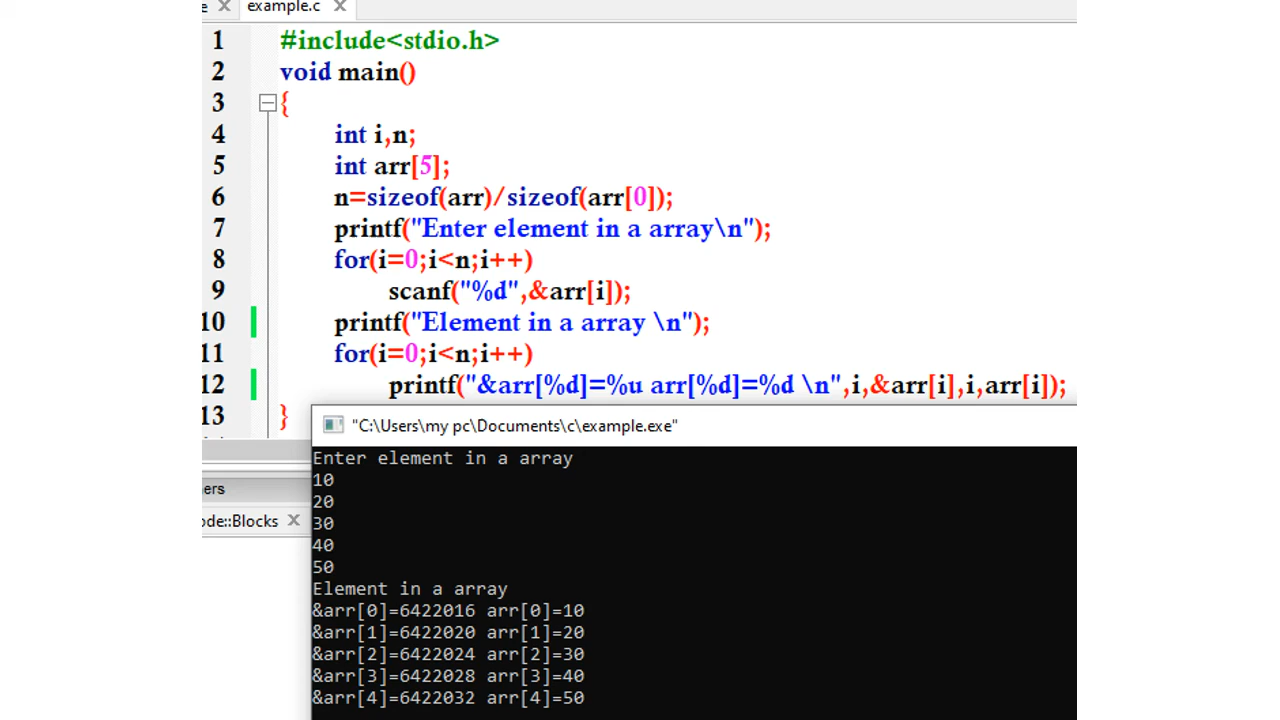 e X example.c X
1 #include<stdio.h>
2 void main()
3 {
4 int i,n;
5 int arr[5];
6 n=sizeof(arr)/sizeof(arr[0]);
7 printf("Enter element in a array\n");
8 for(i=0;i<n;i++)
9 scanf("%d",&arr[i]);
10 printf("Element in a array \n");
11 for(i=0;i<n;i++)
12 printf("&arr[%d]=%u arr[%d]=%d \n",i,&arr[i],i,arr[i]);
13 }
"C:\Users\my pc\Documents\c\example.exe"
Enter element in a array
10
20
30
40
50
Element in a array
&arr[0]=6422016 arr[0]=10
&arr[1]=6422020 arr[1]=20
&arr[2]=6422024 arr[2]=30
&arr[3]=6422028 arr[3]=40
&arr[4]=6422032 arr[4]=50
ers
ode::Blocks X